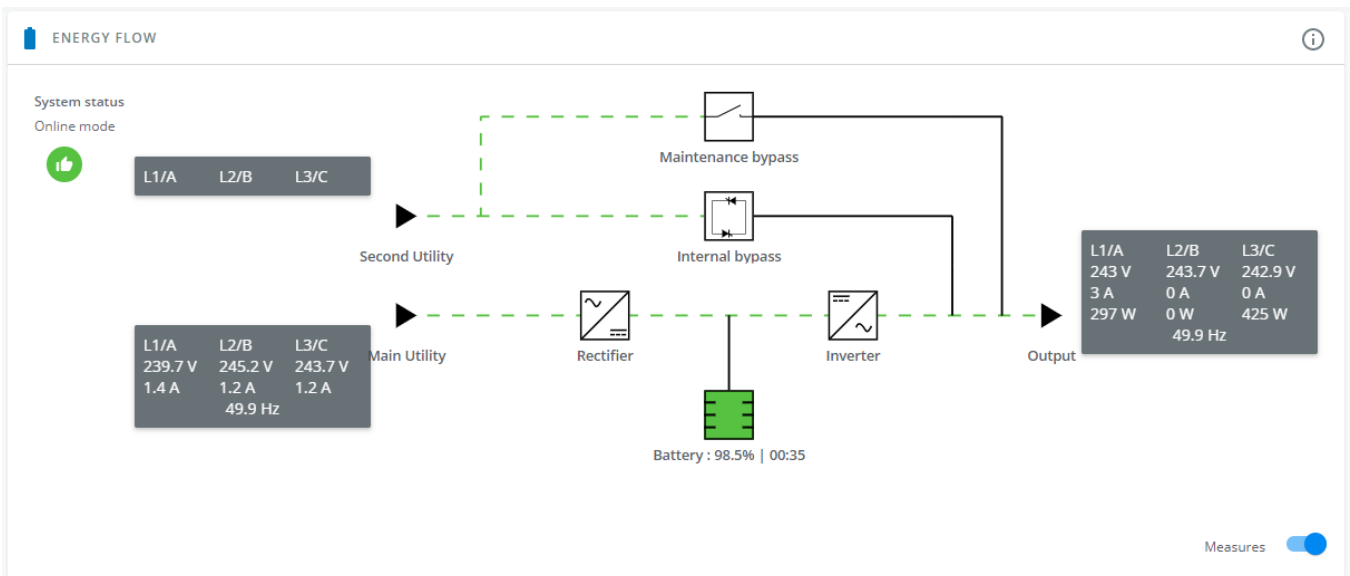 ENERGY FLOW
System status
Online mode
Maintenance bypass
L1/A L2/B L3/C
Second Utility
Internal bypass
L1/A L2/B L3/C
243 V 243.7 V 242.9 V
3 A 0 A 0 A
297 W 0 W 425 W
49.9 Hz
L1/A L2/B L3/C
239.7 V 245.2 V 243.7 V
1.4 A 1.2 A 1.2 A
49.9 Hz
Main Utility
Rectifier
Inverter
Output
Battery : 98.5% | 00:35
Measures